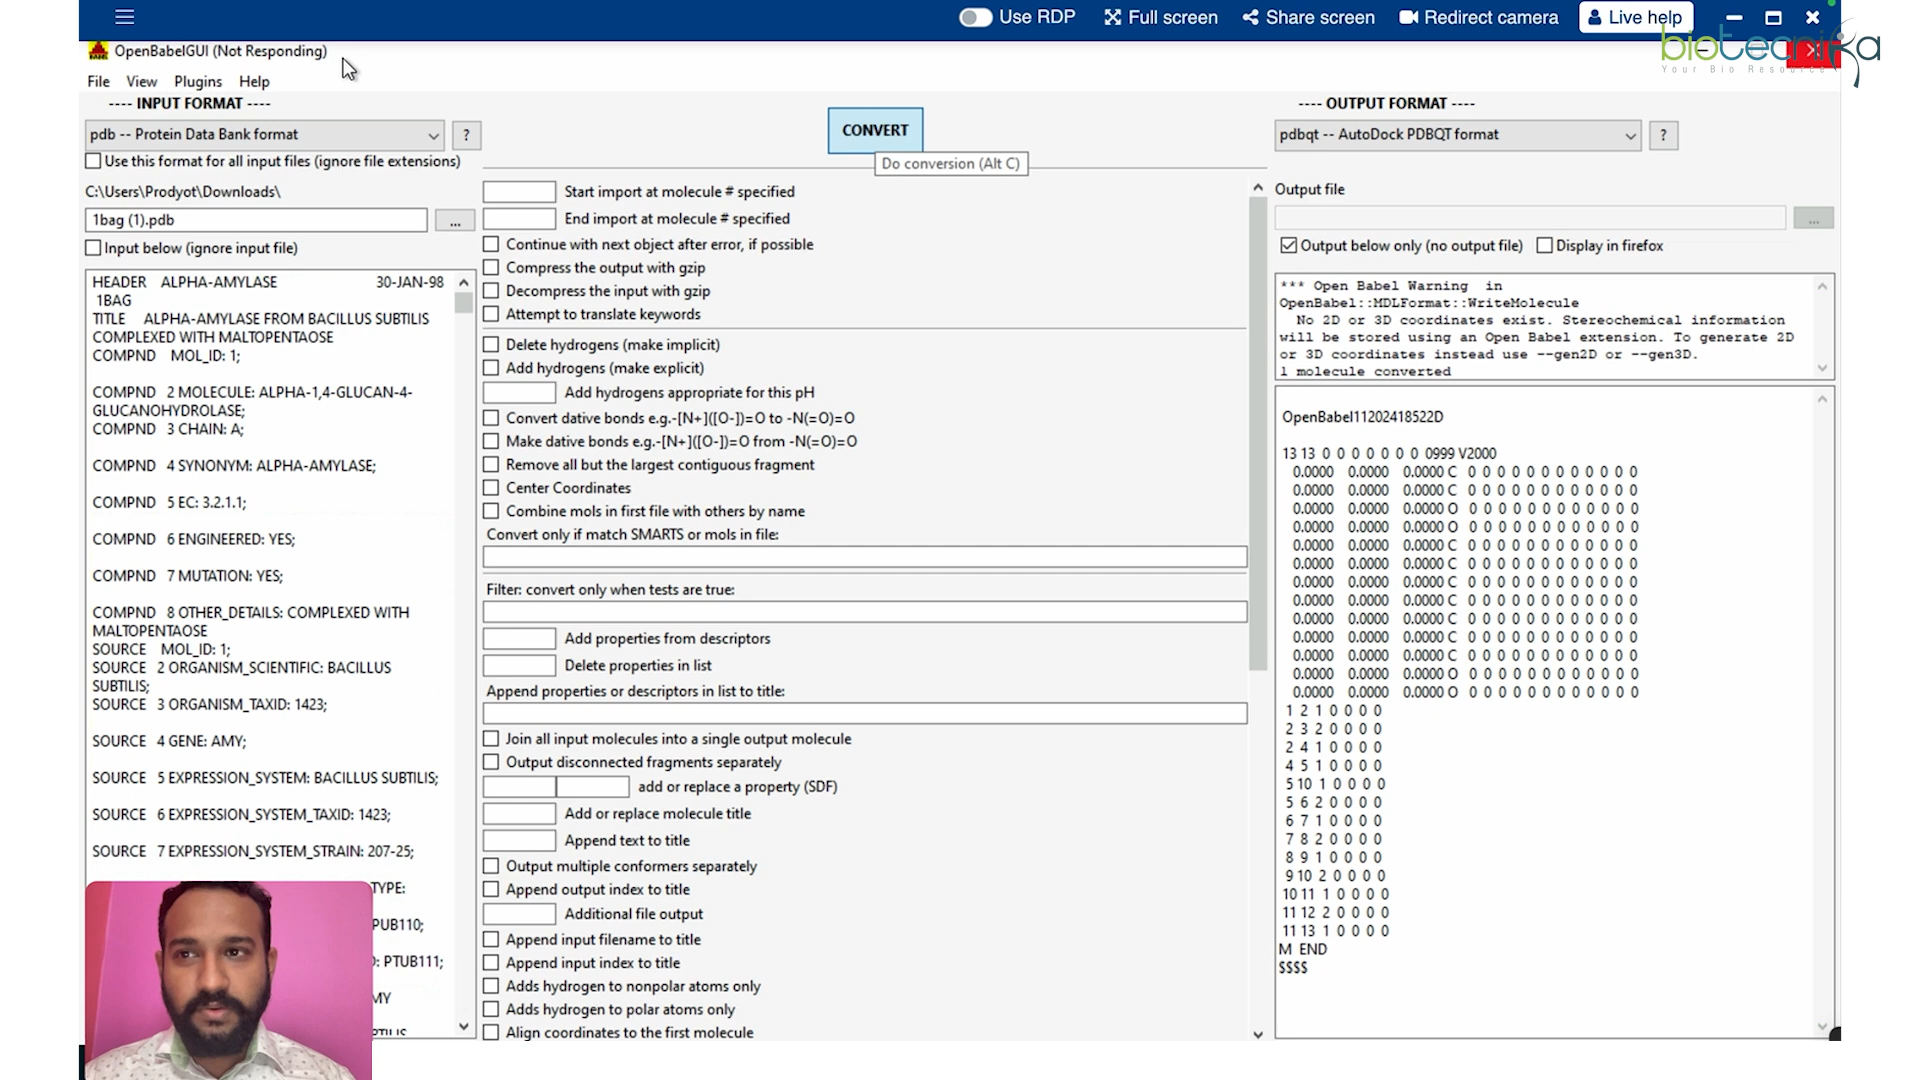 Use RDP
Full screen
Share screen
Redirect camera
Live help
biotecnika
Your Bio Resource
OpenBabelGUI (Not Responding)
File View Plugins Help
---- INPUT FORMAT ----
pdb -- Protein Data Bank format
?
Use this format for all input files (ignore file extensions)
C:\Users\Prodyot\Downloads\
1bag (1).pdb
...
Input below (ignore input file)
HEADER ALPHA-AMYLASE 30-JAN-98
1BAG
TITLE ALPHA-AMYLASE FROM BACILLUS SUBTILIS
COMPLEXED WITH MALTOPENTAOSE
COMPND MOL_ID: 1;
COMPND 2 MOLECULE: ALPHA-1,4-GLUCAN-4-
GLUCANOHYDROLASE;
COMPND 3 CHAIN: A;
COMPND 4 SYNONYM: ALPHA-AMYLASE;
COMPND 5 EC: 3.2.1.1;
COMPND 6 ENGINEERED: YES;
COMPND 7 MUTATION: YES;
COMPND 8 OTHER_DETAILS: COMPLEXED WITH
MALTOPENTAOSE
SOURCE MOL_ID: 1;
SOURCE 2 ORGANISM_SCIENTIFIC: BACILLUS
SUBTILIS;
SOURCE 3 ORGANISM_TAXID: 1423;
SOURCE 4 GENE: AMY;
SOURCE 5 EXPRESSION_SYSTEM: BACILLUS SUBTILIS;
SOURCE 6 EXPRESSION_SYSTEM_TAXID: 1423;
SOURCE 7 EXPRESSION_SYSTEM_STRAIN: 207-25;
TYPE:
PUB110;
: PTUB111;
MY
CONVERT
Do conversion (Alt C)
Start import at molecule # specified
End import at molecule # specified
Continue with next object after error, if possible
Compress the output with gzip
Decompress the input with gzip
Attempt to translate keywords
Delete hydrogens (make implicit)
Add hydrogens (make explicit)
Add hydrogens appropriate for this pH
Convert dative bonds e.g.-[N+]([O-])=O to -N(=O)=O
Make dative bonds e.g.-[N+]([O-])=O from -N(=O)=O
Remove all but the largest contiguous fragment
Center Coordinates
Combine mols in first file with others by name
Convert only if match SMARTS or mols in file:
Filter: convert only when tests are true:
Add properties from descriptors
Delete properties in list
Append properties or descriptors in list to title:
Join all input molecules into a single output molecule
Output disconnected fragments separately
add or replace a property (SDF)
Add or replace molecule title
Append text to title
Output multiple conformers separately
Append output index to title
Additional file output
Append input filename to title
Append input index to title
Adds hydrogen to nonpolar atoms only
Adds hydrogen to polar atoms only
Align coordinates to the first molecule
---- OUTPUT FORMAT ----
pdbqt -- AutoDock PDBQT format
?
Output file
...
Output below only (no output file)
Display in firefox
*** Open Babel Warning in
OpenBabel::MDLFormat::WriteMolecule
No 2D or 3D coordinates exist. Stereochemical information
will be stored using an Open Babel extension. To generate 2D
or 3D coordinates instead use --gen2D or --gen3D.
1 molecule converted
OpenBabel11202418522D
13 13 0 0 0 0 0 0 0 0999 V2000
0.0000 0.0000 0.0000 C 0 0 0 0 0 0 0 0 0 0 0 0
0.0000 0.0000 0.0000 C 0 0 0 0 0 0 0 0 0 0 0 0
0.0000 0.0000 0.0000 O 0 0 0 0 0 0 0 0 0 0 0 0
0.0000 0.0000 0.0000 O 0 0 0 0 0 0 0 0 0 0 0 0
0.0000 0.0000 0.0000 C 0 0 0 0 0 0 0 0 0 0 0 0
0.0000 0.0000 0.0000 C 0 0 0 0 0 0 0 0 0 0 0 0
0.0000 0.0000 0.0000 C 0 0 0 0 0 0 0 0 0 0 0 0
0.0000 0.0000 0.0000 C 0 0 0 0 0 0 0 0 0 0 0 0
0.0000 0.0000 0.0000 C 0 0 0 0 0 0 0 0 0 0 0 0
0.0000 0.0000 0.0000 C 0 0 0 0 0 0 0 0 0 0 0 0
0.0000 0.0000 0.0000 C 0 0 0 0 0 0 0 0 0 0 0 0
0.0000 0.0000 0.0000 O 0 0 0 0 0 0 0 0 0 0 0 0
0.0000 0.0000 0.0000 O 0 0 0 0 0 0 0 0 0 0 0 0
1 2 1 0 0 0 0
2 3 2 0 0 0 0
2 4 1 0 0 0 0
4 5 1 0 0 0 0
5 10 1 0 0 0 0
5 6 2 0 0 0 0
6 7 1 0 0 0 0
7 8 2 0 0 0 0
8 9 1 0 0 0 0
9 10 2 0 0 0 0
10 11 1 0 0 0 0
11 12 2 0 0 0 0
11 13 1 0 0 0 0
M END
$$$$